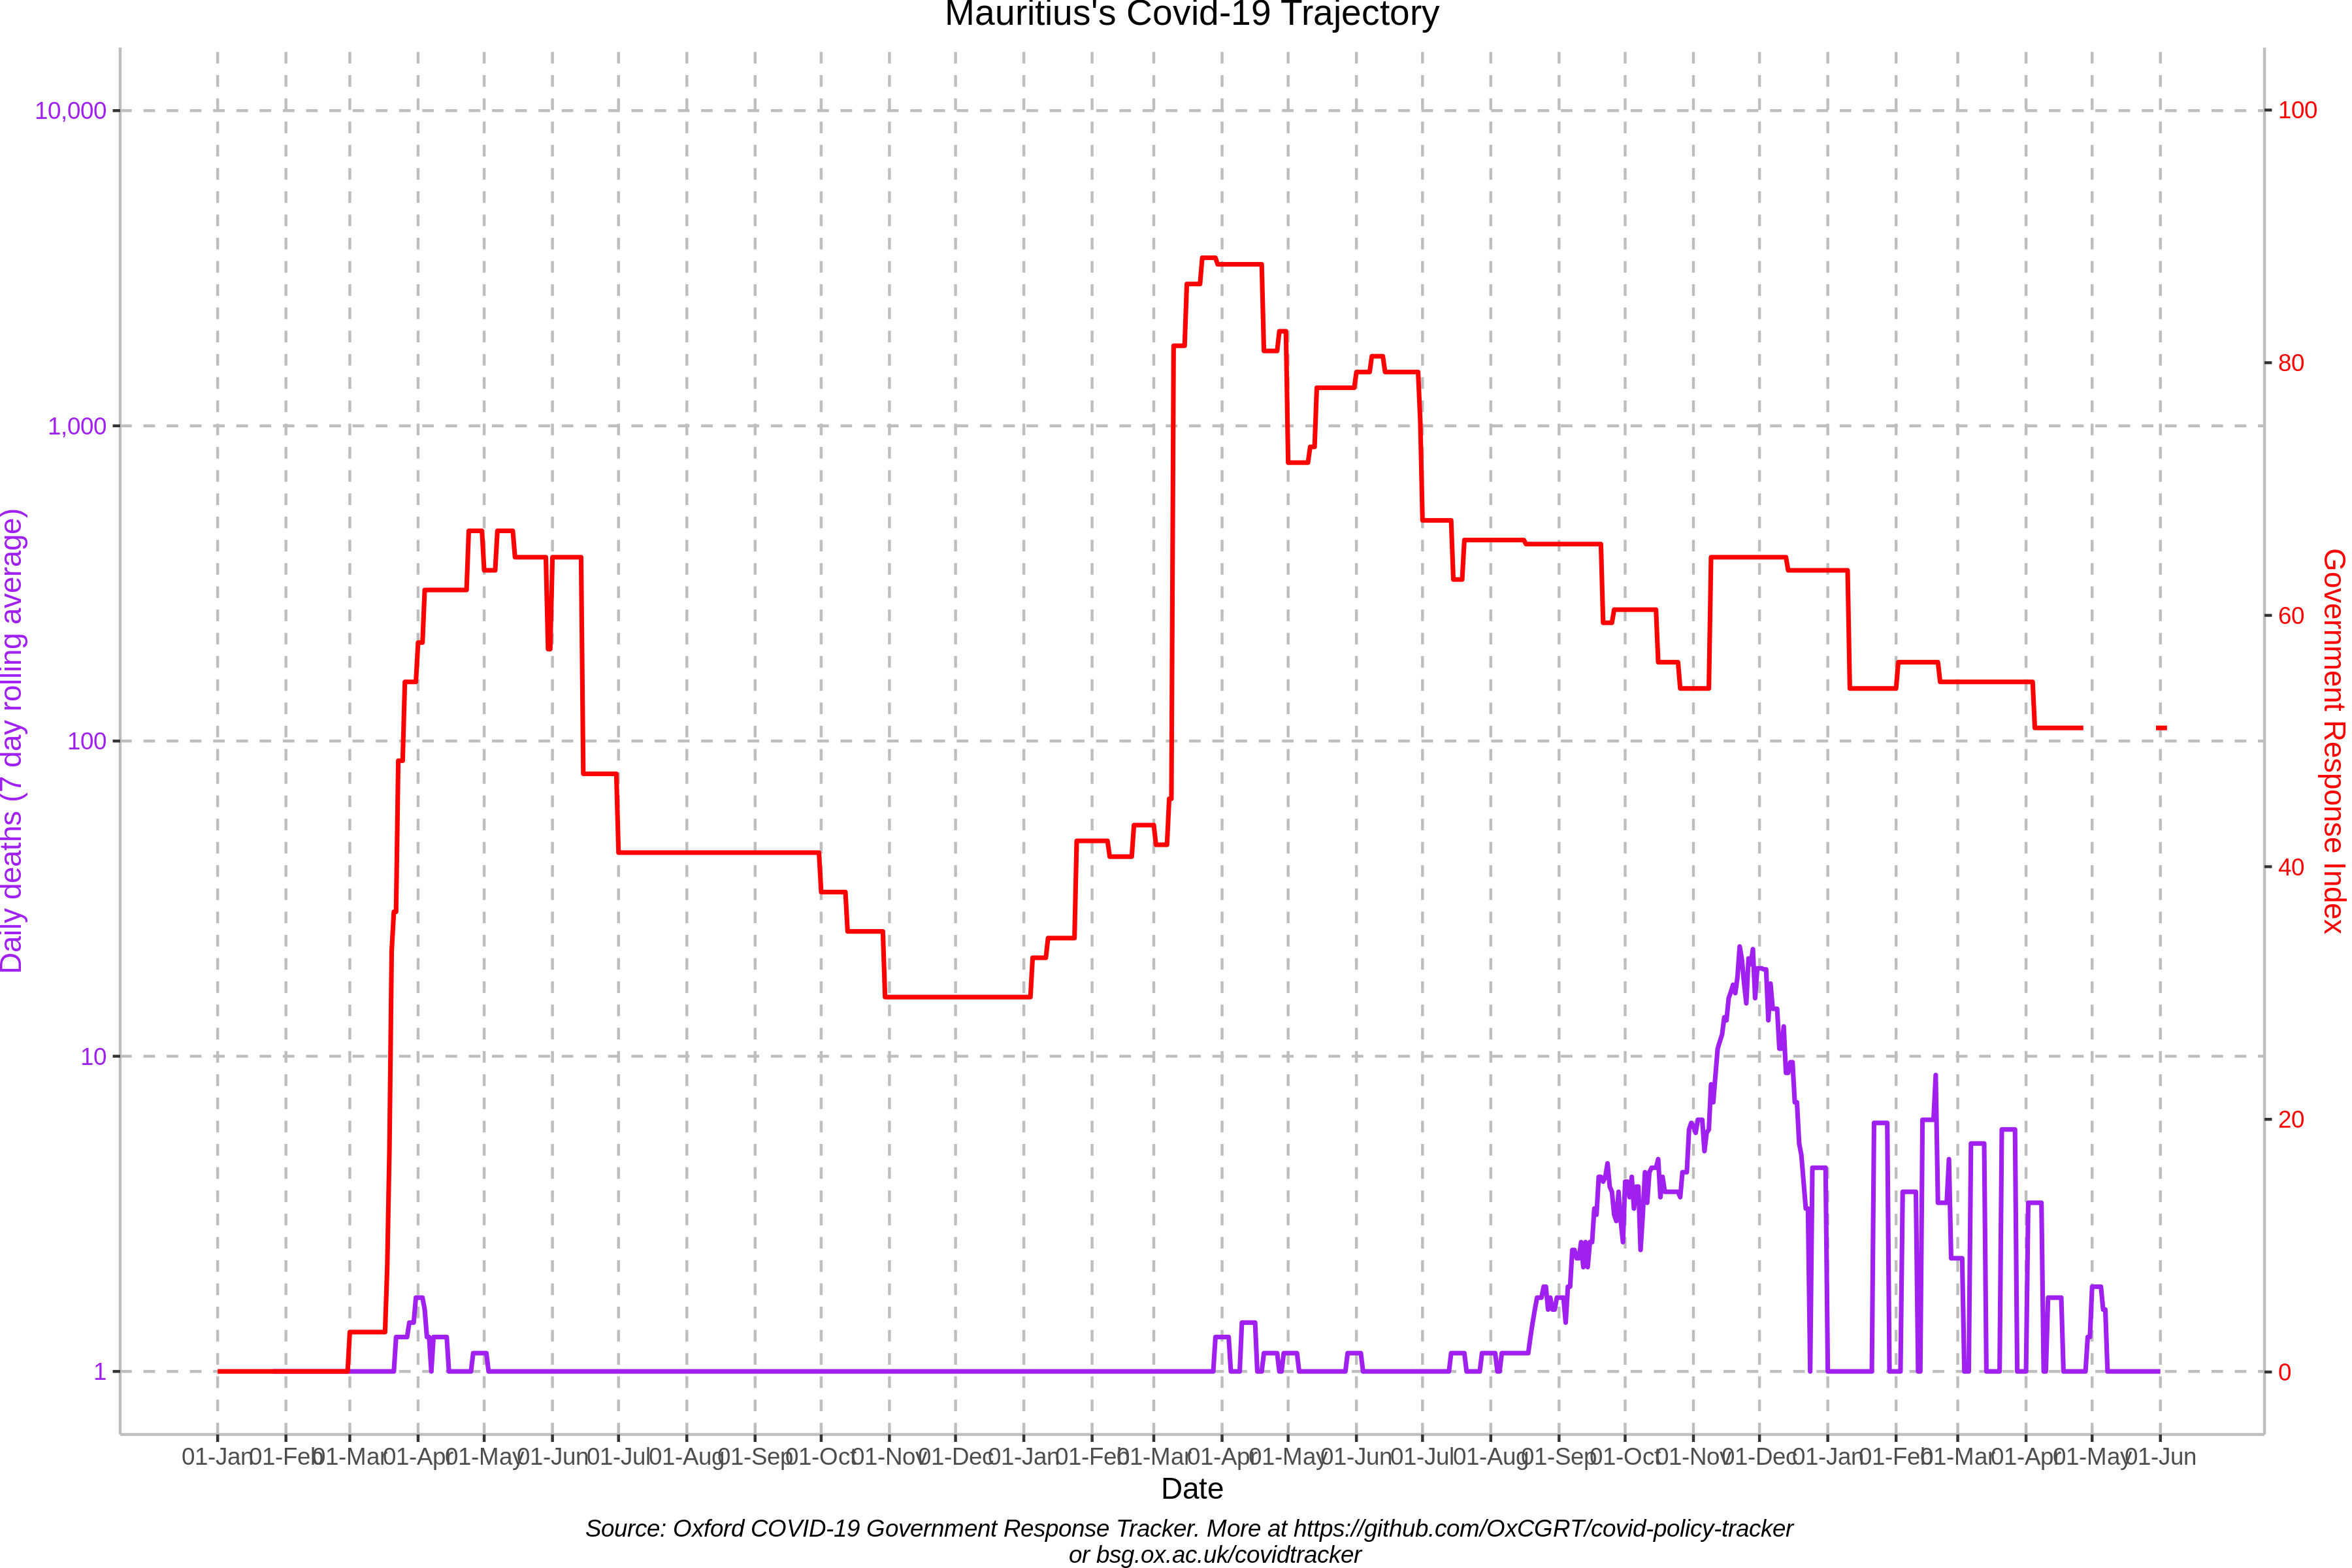 Mauritius's Covid-19 Trajectory
10,000
1,000
100
10
1
Daily deaths (7 day rolling average)
100
80
60
40
20
0
Government Response Index
01-Jan 01-Feb 01-Mar 01-Apr 01-May 01-Jun 01-Jul 01-Aug 01-Sep 01-Oct 01-Nov 01-Dec 01-Jan 01-Feb 01-Mar 01-Apr 01-May 01-Jun 01-Jul 01-Aug 01-Sep 01-Oct 01-Nov 01-Dec 01-Jan 01-Feb 01-Mar 01-Apr 01-May 01-Jun
Date
Source: Oxford COVID-19 Government Response Tracker. More at https://github.com/OxCGRT/covid-policy-tracker
or bsg.ox.ac.uk/covidtracker